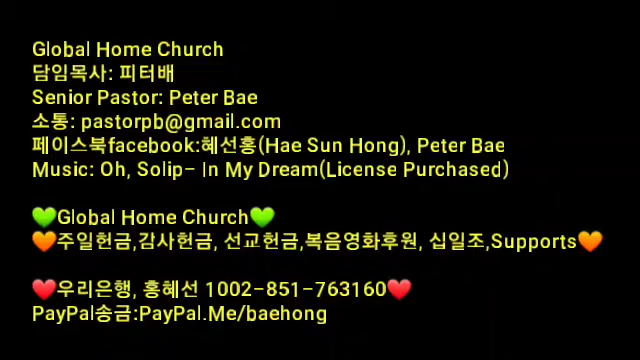 Global Home Church
담임목사: 피터배
Senior Pastor: Peter Bae
소통: pastorpb@gmail.com
페이스북facebook:혜선홍(Hae Sun Hong), Peter Bae
Music: Oh, Solip- In My Dream(License Purchased)
💚Global Home Church💚
🧡주일헌금,감사헌금, 선교헌금,복음영화후원, 십일조,Supports🧡
❤️우리은행, 홍혜선 1002-851-763160❤️
PayPal송금:PayPal.Me/baehong